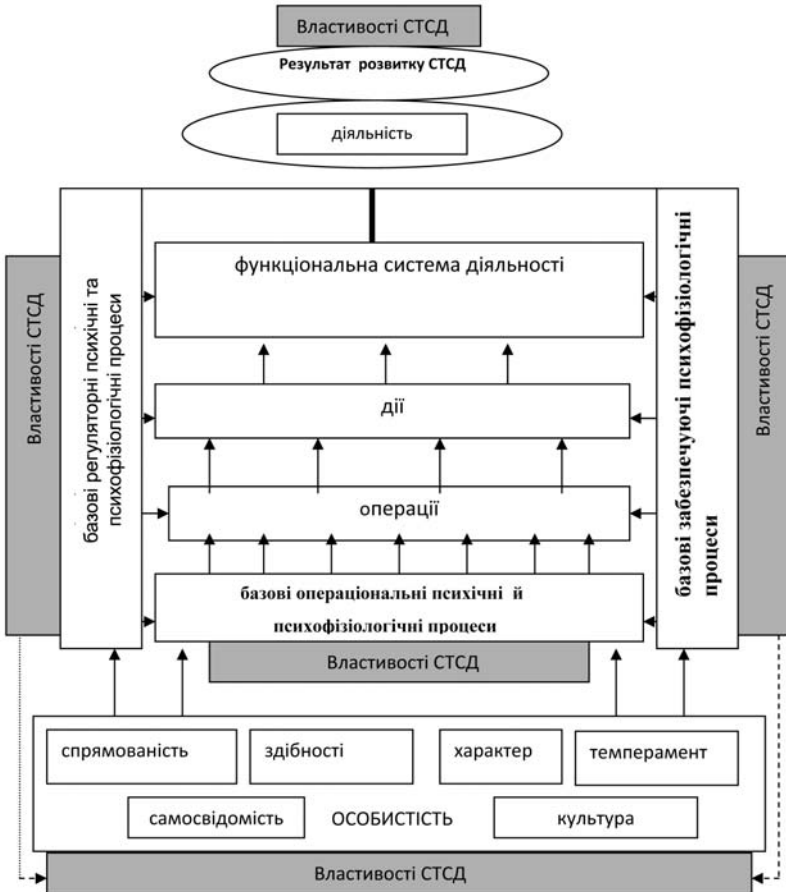 Властивості СТСД
Результат розвитку СТСД
діяльність
базові регуляторні психічні та
психофізіологічні процеси
Властивості СТСД
функціональна система діяльності
дії
операції
базові операціональні психічні й
психофізіологічні процеси
Властивості СТСД
базові забезпечуючі психофізіологічні
процеси
Властивості СТСД
спрямованість
здібності
характер
темперамент
самосвідомість
ОСОБИСТІСТЬ
культура
Властивості СТСД